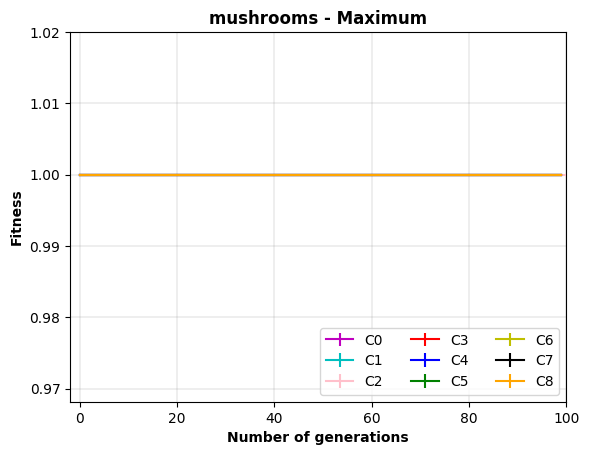 mushrooms - Maximum
1.02
1.01
1.00
0.99
0.98
0.97
Fitness
C0 C3 C6
C1 C4 C7
C2 C5 C8
0 20 40 60 80 100
Number of generations